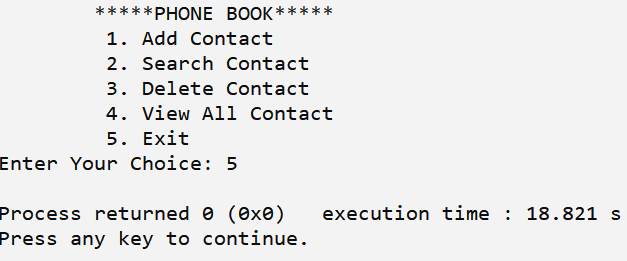 *****PHONE BOOK*****
1. Add Contact
2. Search Contact
3. Delete Contact
4. View All Contact
5. Exit
Enter Your Choice: 5
Process returned 0 (0x0)   execution time : 18.821 s
Press any key to continue.